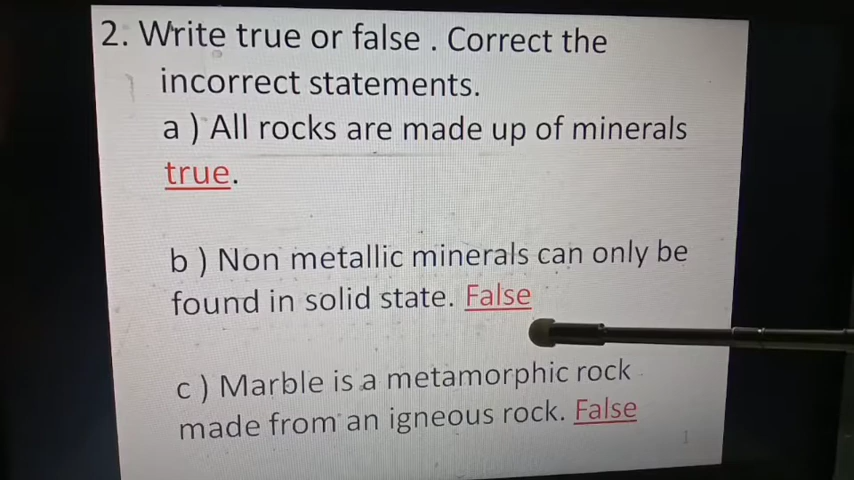 2. Write true or false . Correct the
incorrect statements.
a ) All rocks are made up of minerals
true.
b ) Non metallic minerals can only be
found in solid state. False
c ) Marble is a metamorphic rock
made from an igneous rock. False
1